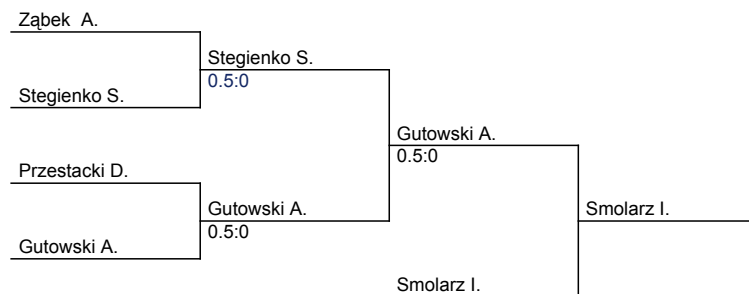 Ząbek  A.
Stegienko S.
0.5:0
Stegienko S.
Gutowski A.
0.5:0
Przestacki D.
Gutowski A.
Smolarz I.
0.5:0
Gutowski A.
Smolarz I.